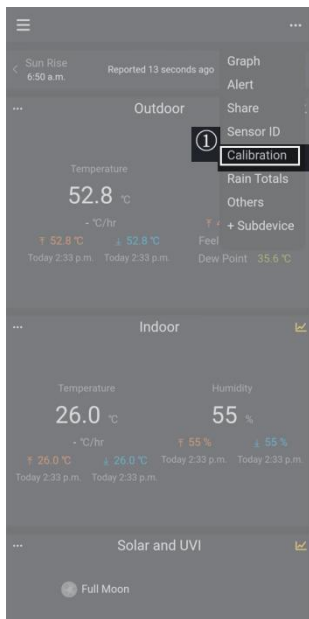 ...
Sun Rise
6:50 a.m.
Reported 13 seconds ago
Graph
Alert
Share
Sensor ID
① Calibration
Rain Totals
Others
+ Subdevice
... Outdoor
Temperature
52.8 ℃
- ℃/hr
52.8 ℃ 52.8 ℃
Today 2:33 p.m. Today 2:33 p.m.
Feel
Dew Point 35.6 ℃
... Indoor
Temperature Humidity
26.0 ℃ 55 %
- ℃/hr 55 % 55 %
26.0 ℃ 26.0 ℃ Today 2:33 p.m. Today 2:33 p.m.
Today 2:33 p.m. Today 2:33 p.m.
... Solar and UVI
Full Moon